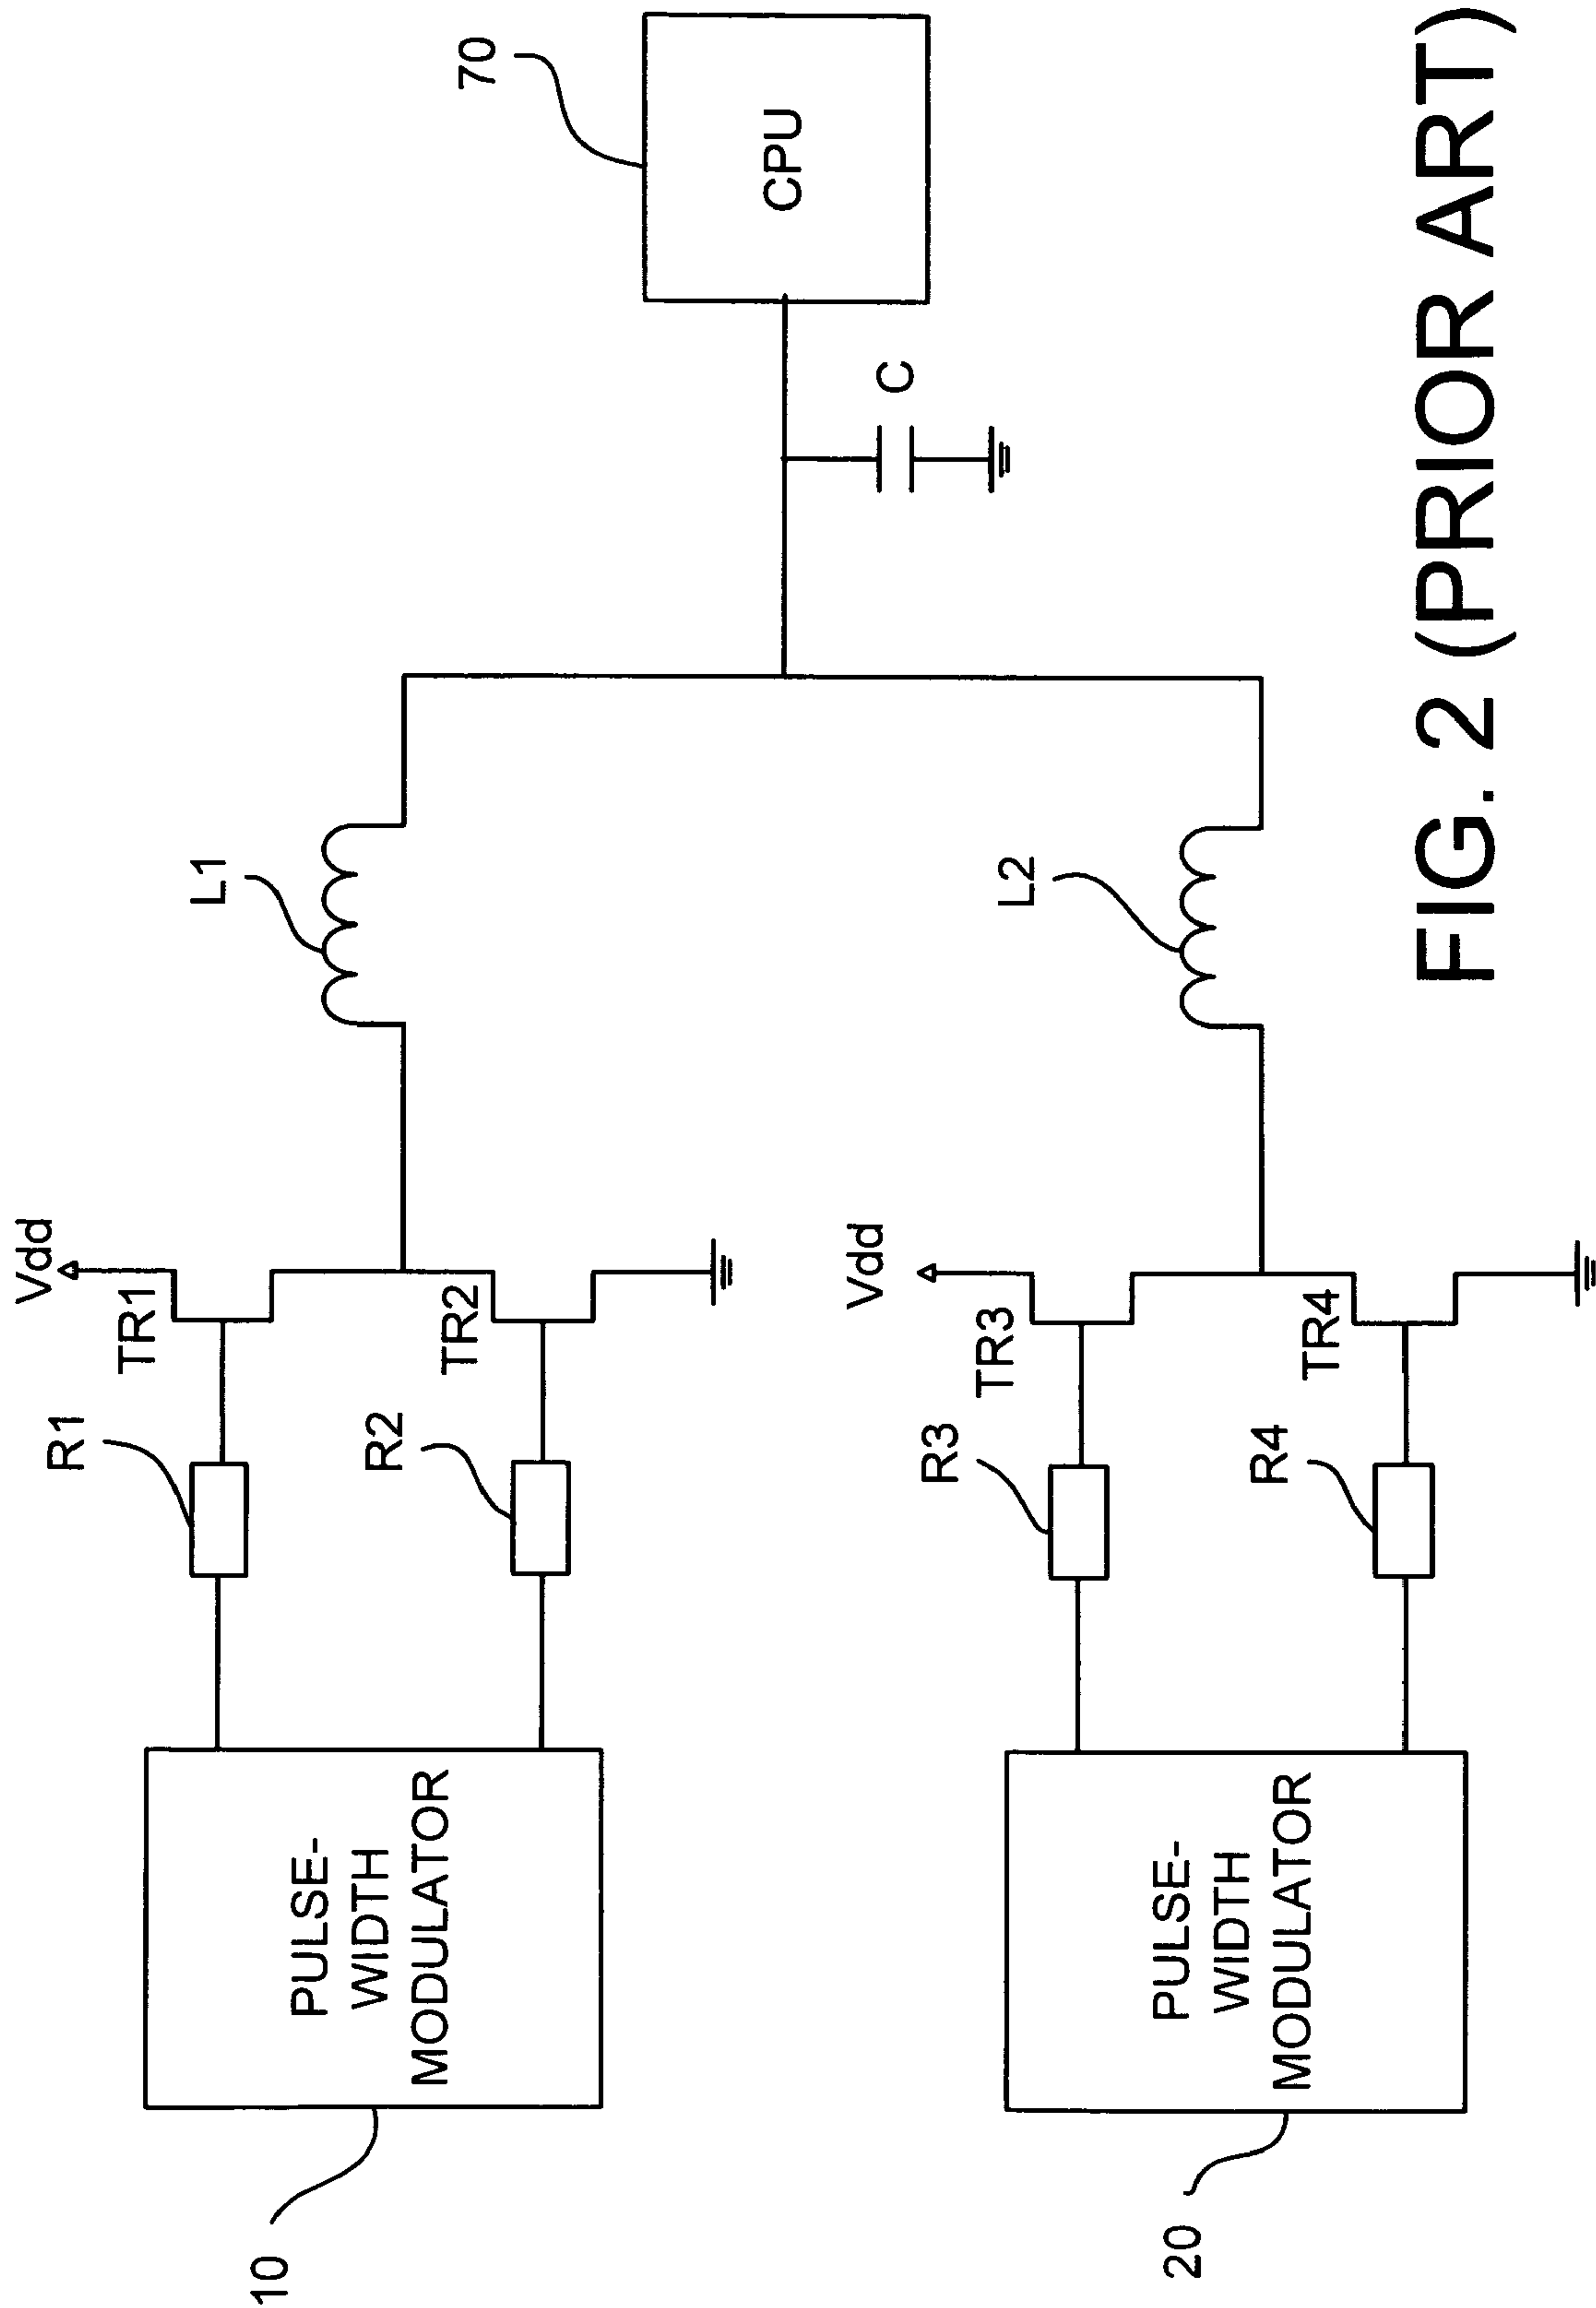 Vdd
R1
TR1
L1
70
10
PULSE-
WIDTH
MODULATOR
R2
TR2
CPU
C
Vdd
R3
TR3
L2
20
PULSE-
WIDTH
MODULATOR
R4
TR4
FIG. 2 (PRIOR ART)